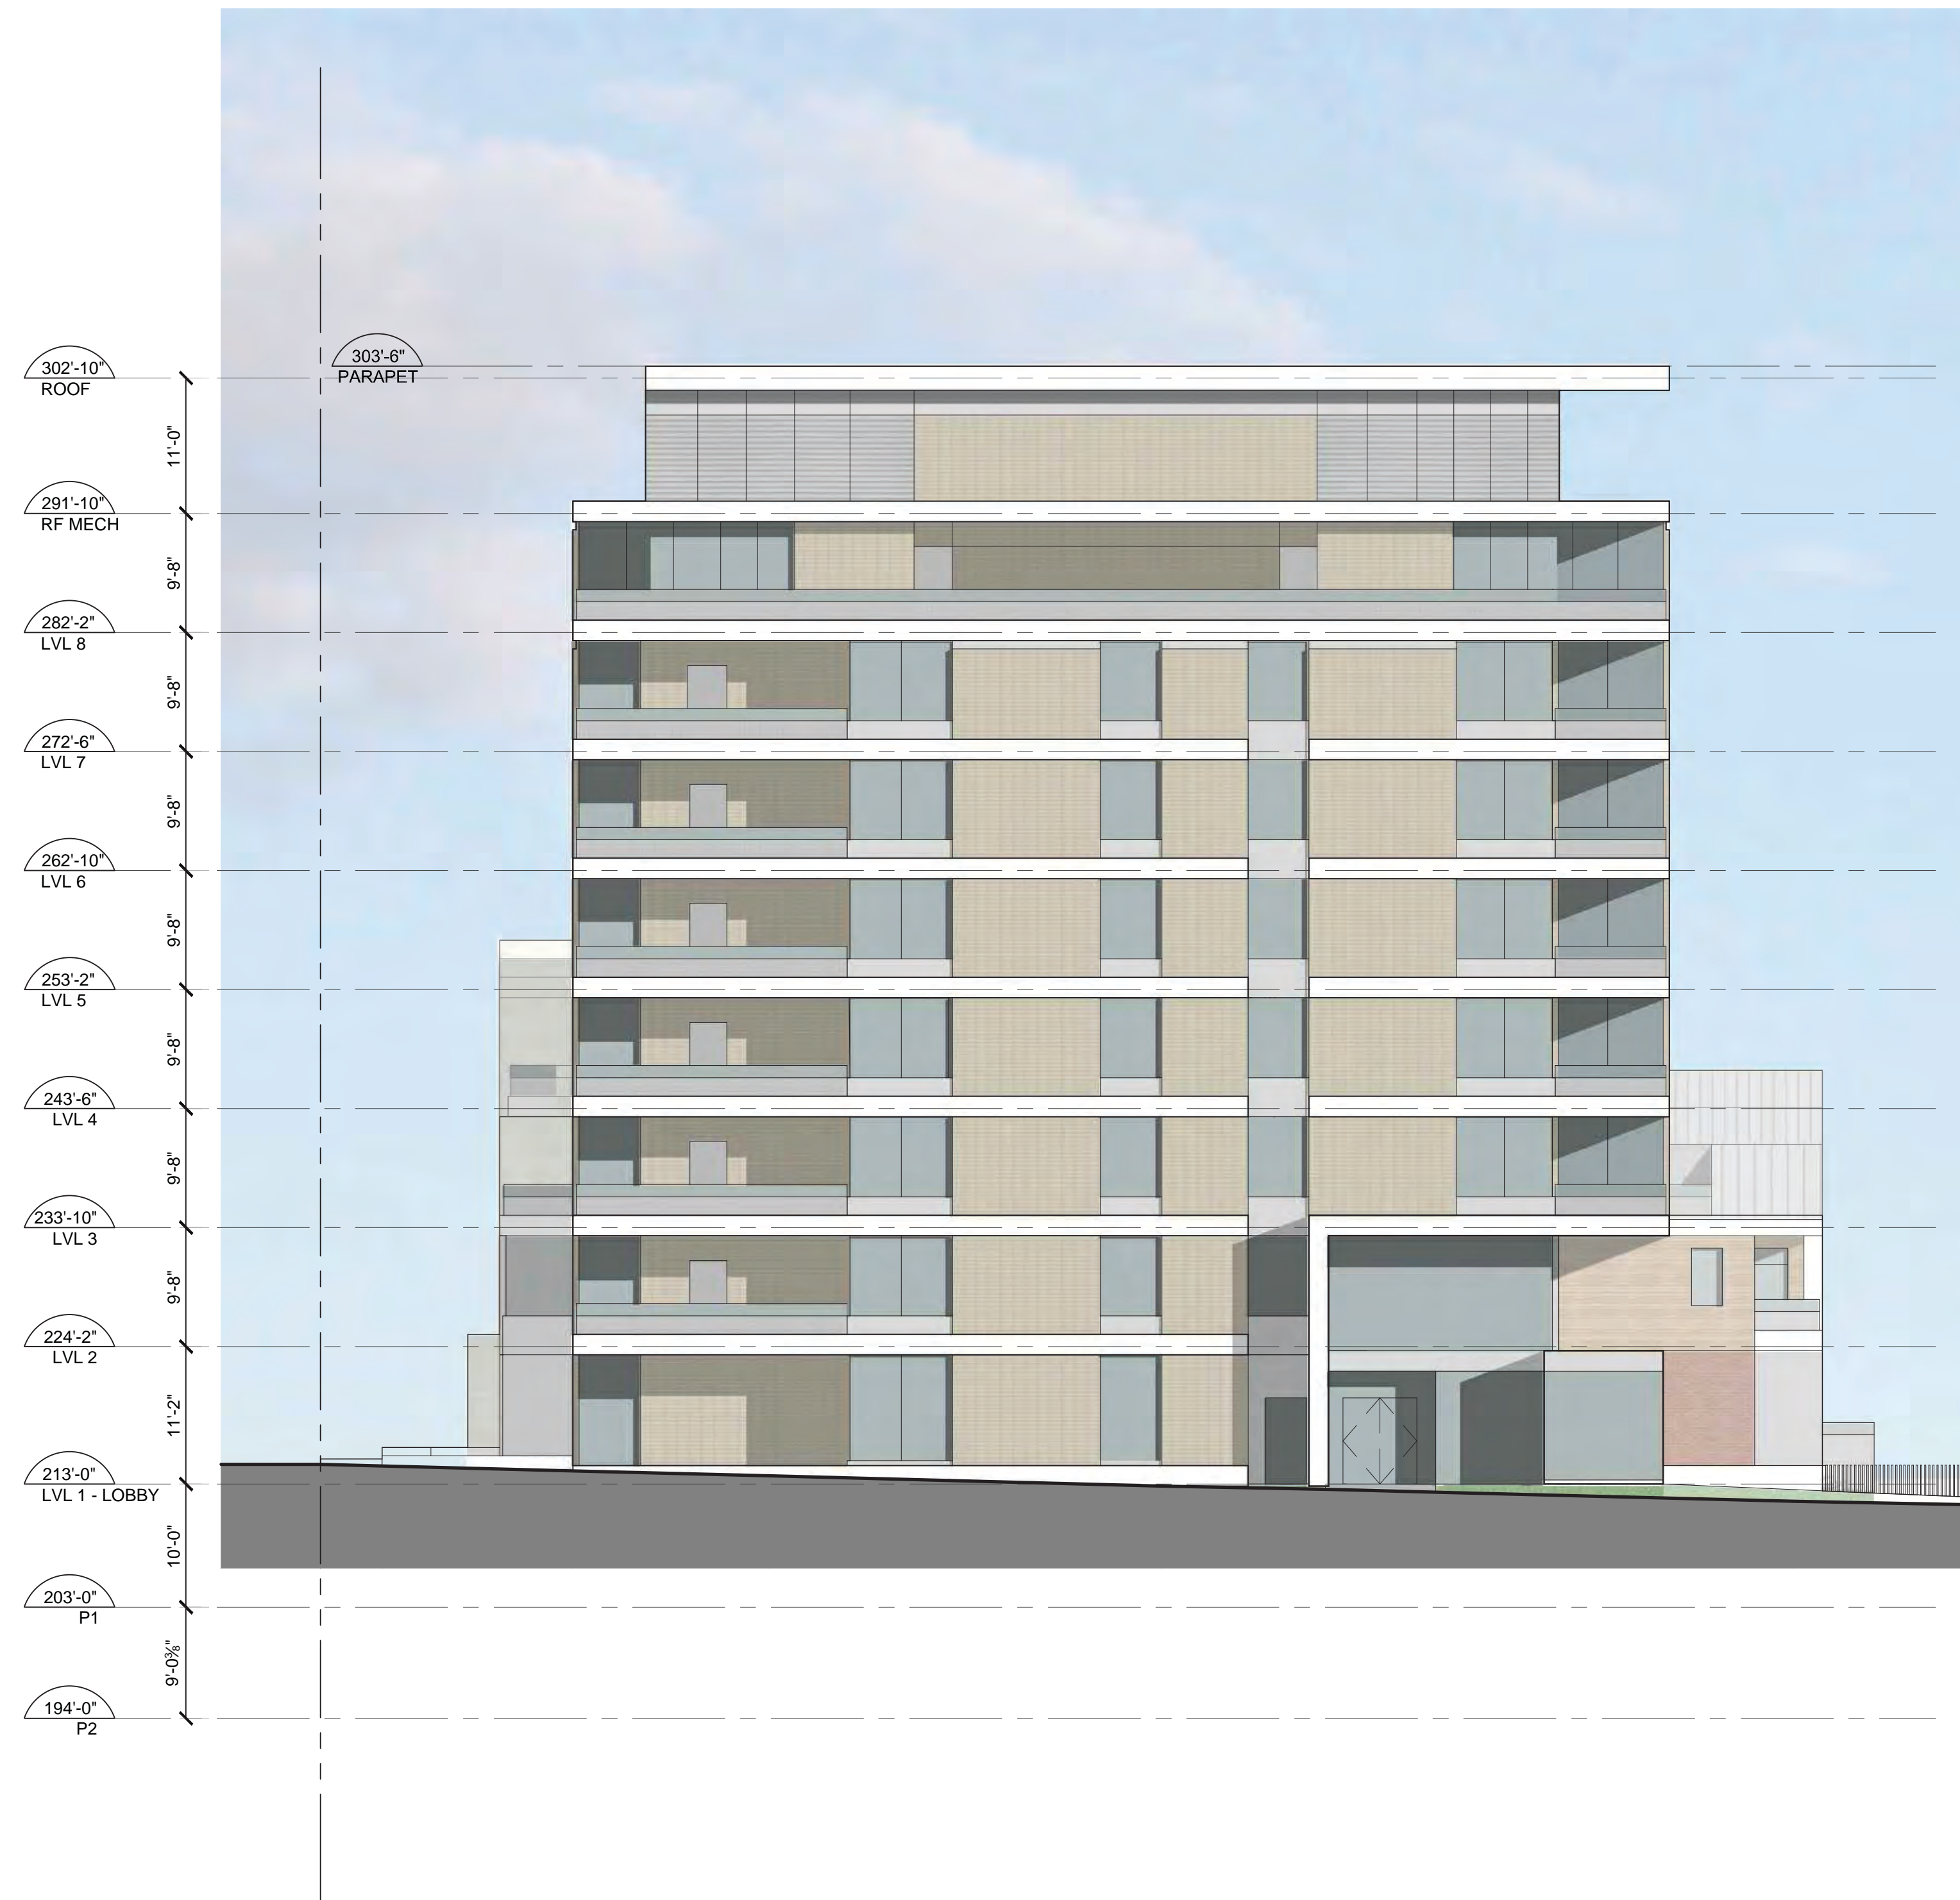 303'-6"
PARAPET
302'-10"
ROOF
11'-0"
291'-10"
RF MECH
9'-8"
282'-2"
LVL 8
9'-8"
272'-6"
LVL 7
9'-8"
262'-10"
LVL 6
9'-8"
253'-2"
LVL 5
9'-8"
243'-6"
LVL 4
9'-8"
233'-10"
LVL 3
9'-8"
224'-2"
LVL 2
11'-2"
213'-0"
LVL 1 - LOBBY
10'-0"
203'-0"
P1
9'-0⅜"
194'-0"
P2